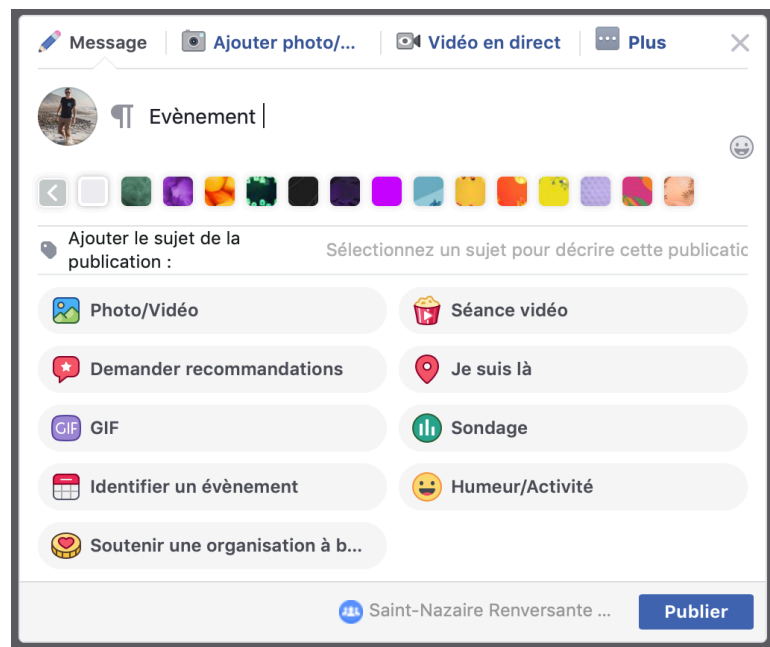 Message
Ajouter photo/...
Vidéo en direct
Plus
Evènement
Ajouter le sujet de la
publication :
Sélectionnez un sujet pour décrire cette publicatic
Photo/Vidéo
Séance vidéo
Demander recommandations
Je suis là
GIF
GIF
Sondage
Identifier un évènement
Humeur/Activité
Soutenir une organisation à b...
Saint-Nazaire Renversante ...
Publier